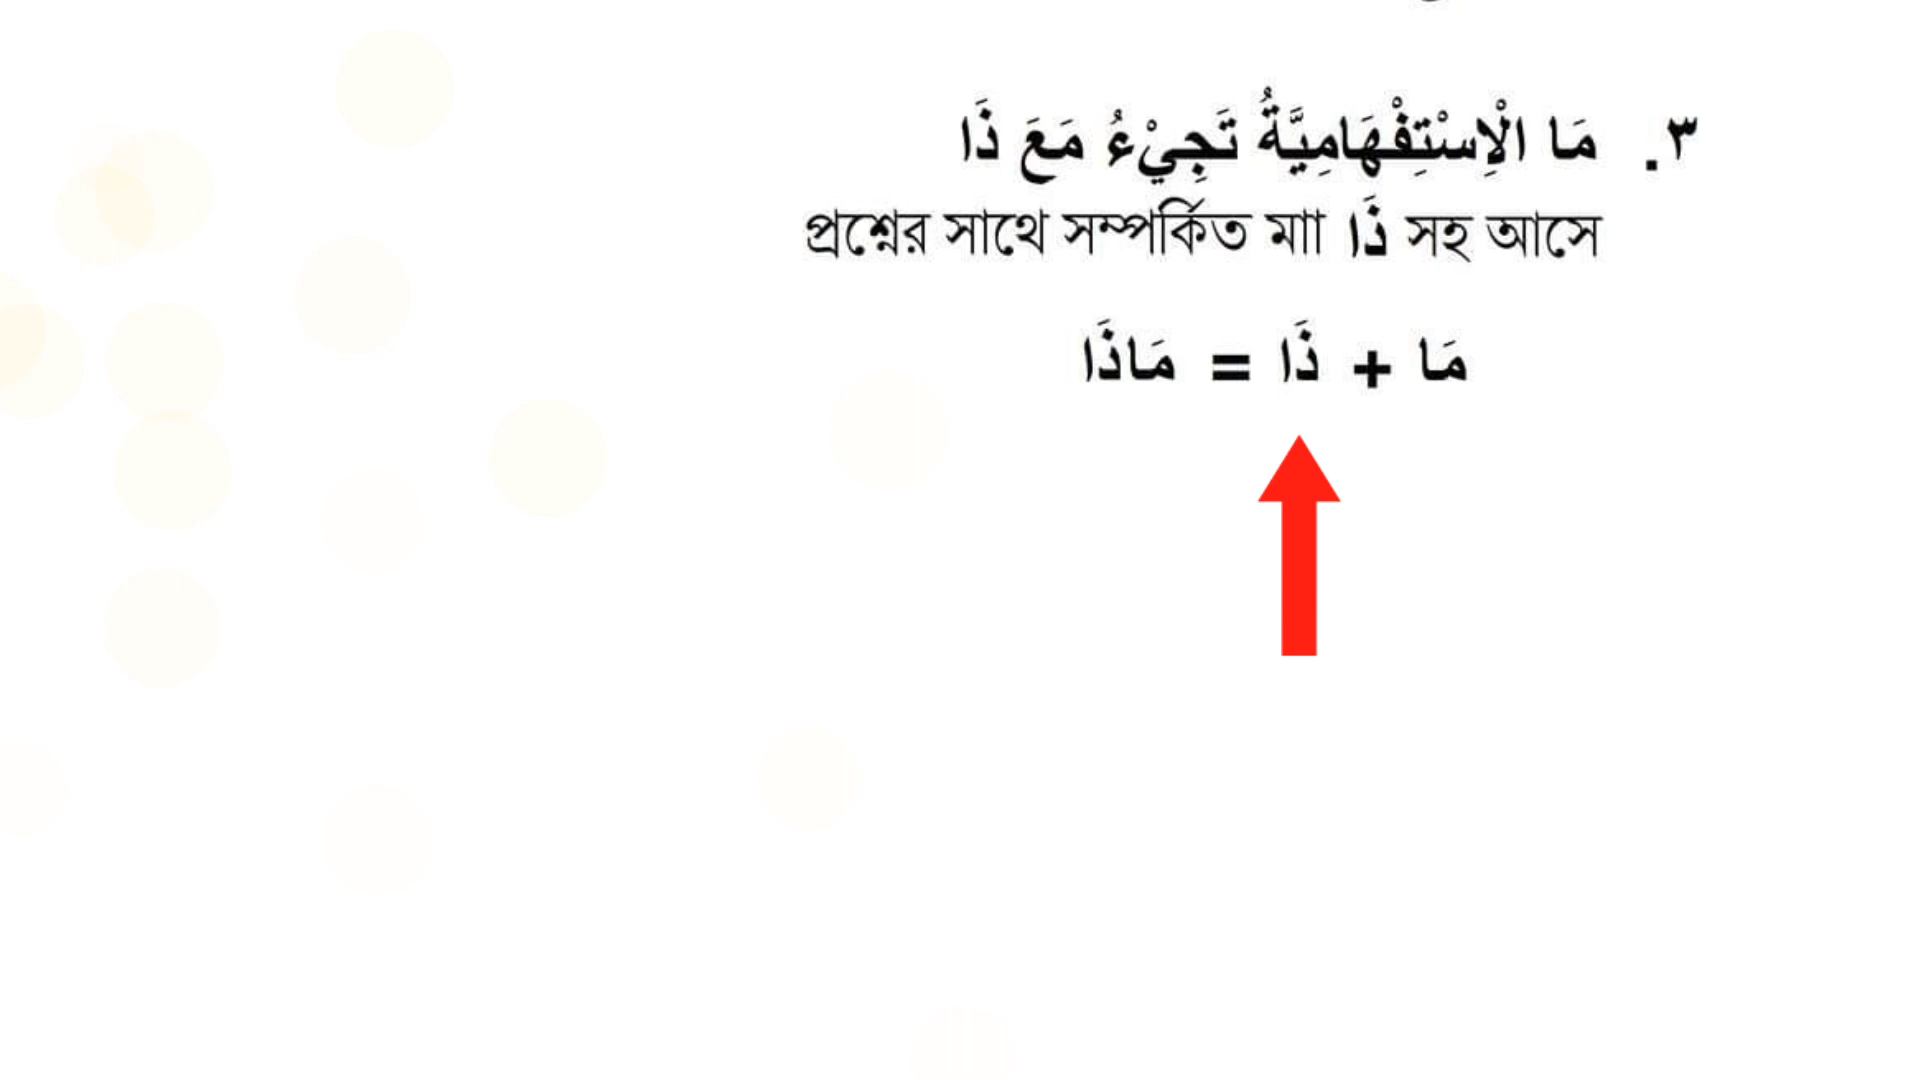 ٣. مَا الْاِسْتِفْهَامِيَّةُ تَجِيْءُ مَعَ ذَا
প্রশ্নের সাথে সম্পর্কিত মাা ذَا সহ আসে
مَا + ذَا = مَاذَا